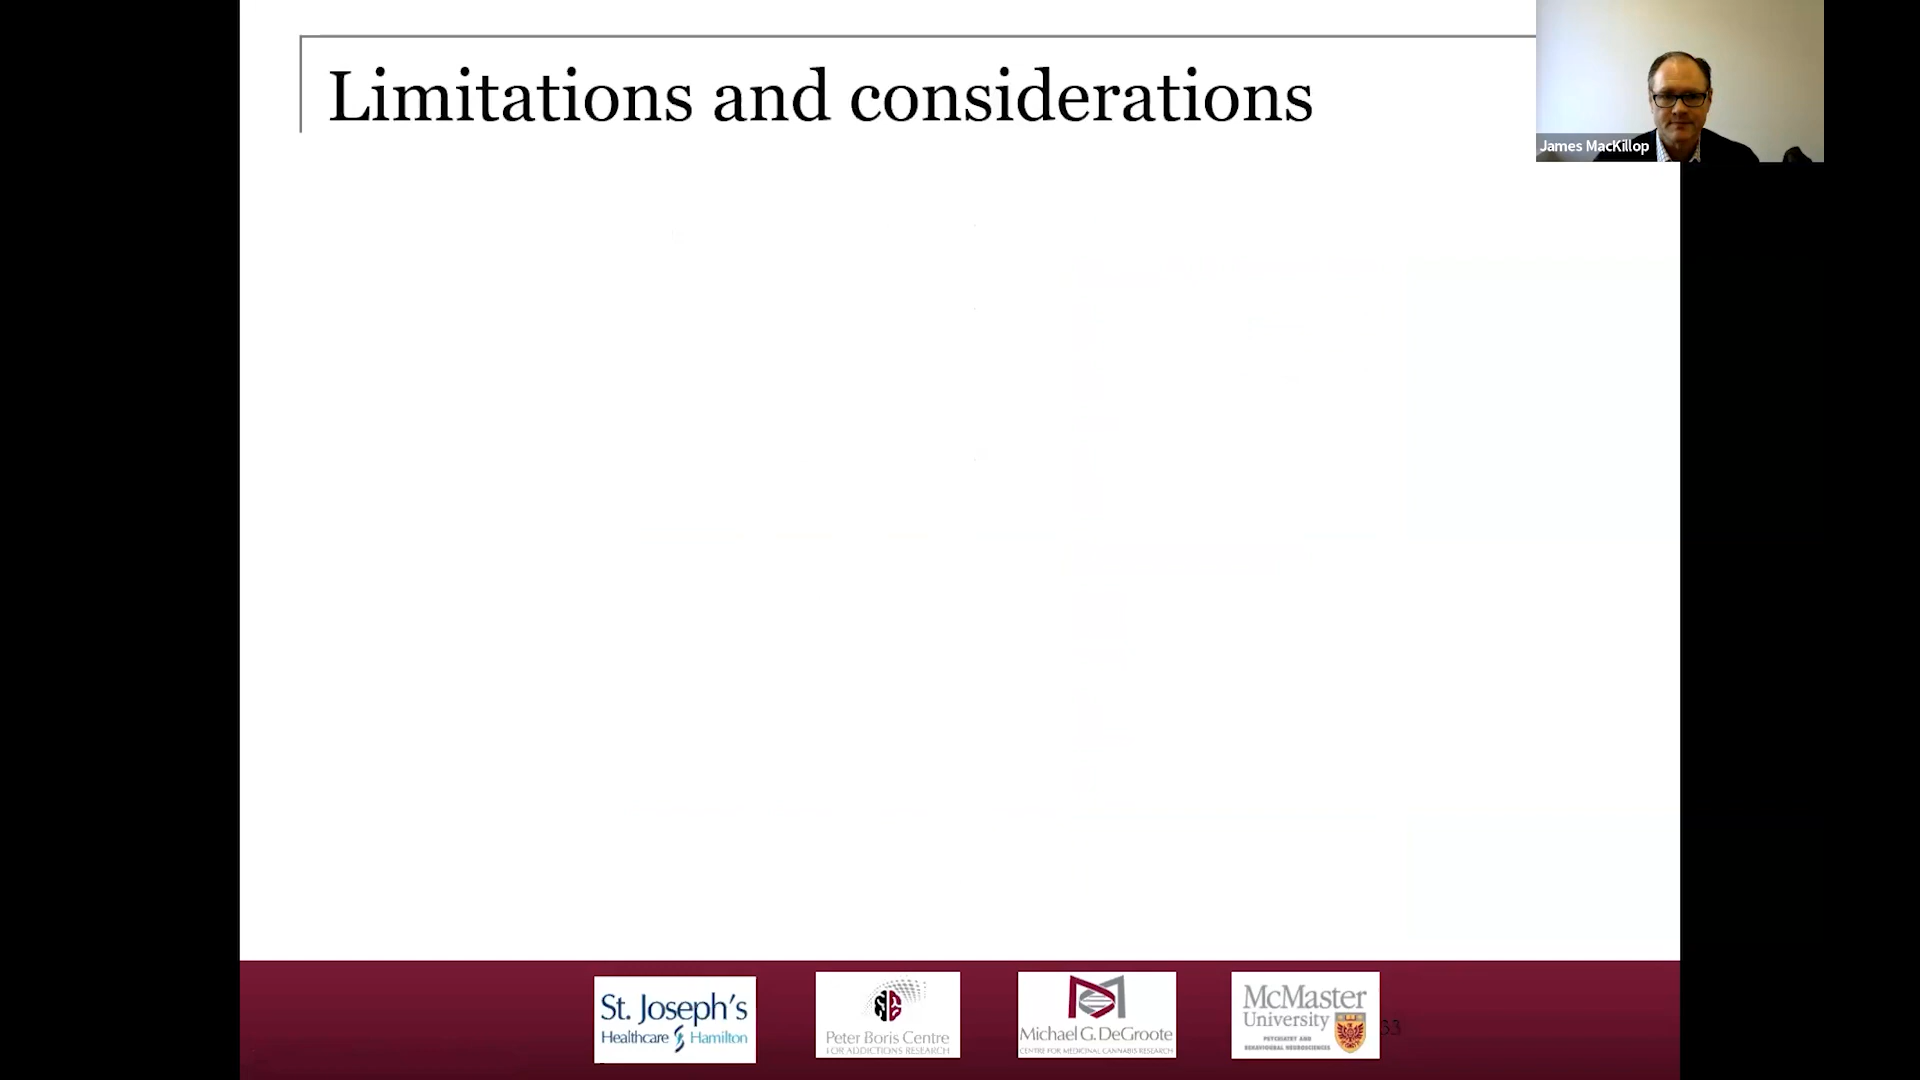 Limitations and considerations
James MacKillop
St. Joseph's
Healthcare Hamilton
Peter Boris Centre
FOR ADDICTIONS RESEARCH
Michael G. DeGroote
CENTRE FOR MEDICINAL CANNABIS RESEARCH
McMaster
University
PSYCHIATRY AND
BEHAVIOURAL NEUROSCIENCES
33